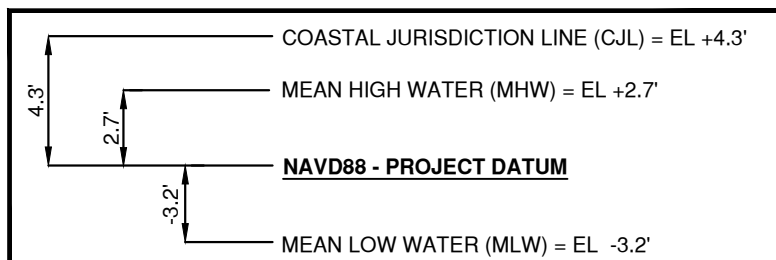 COASTAL JURISDICTION LINE (CJL) = EL +4.3'
MEAN HIGH WATER (MHW) = EL +2.7'
4.3'
2.7'
NAVD88 - PROJECT DATUM
-3.2'
MEAN LOW WATER (MLW) = EL -3.2'